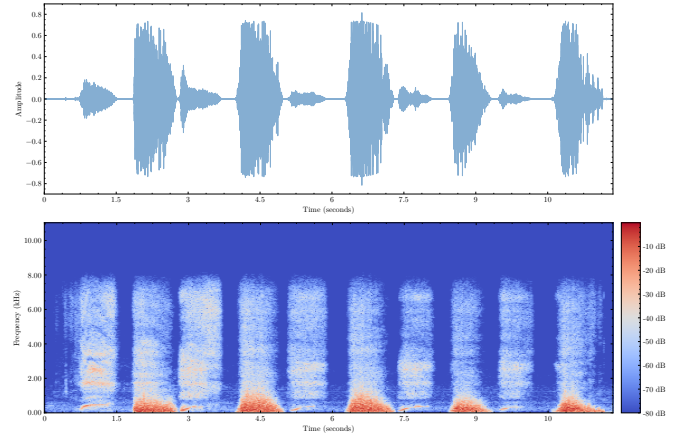 0.8
0.6
0.4
0.2
0.0
−0.2
−0.4
−0.6
−0.8
Amplitude
0 1.5 3 4.5 6 7.5 9 10.5
Time (seconds)
10.00
8.00
6.00
4.00
2.00
0.00
Frequency (kHz)
0 1.5 3 4.5 6 7.5 9 10.5
Time (seconds)
-10 dB
-20 dB
-30 dB
-40 dB
-50 dB
-60 dB
-70 dB
-80 dB